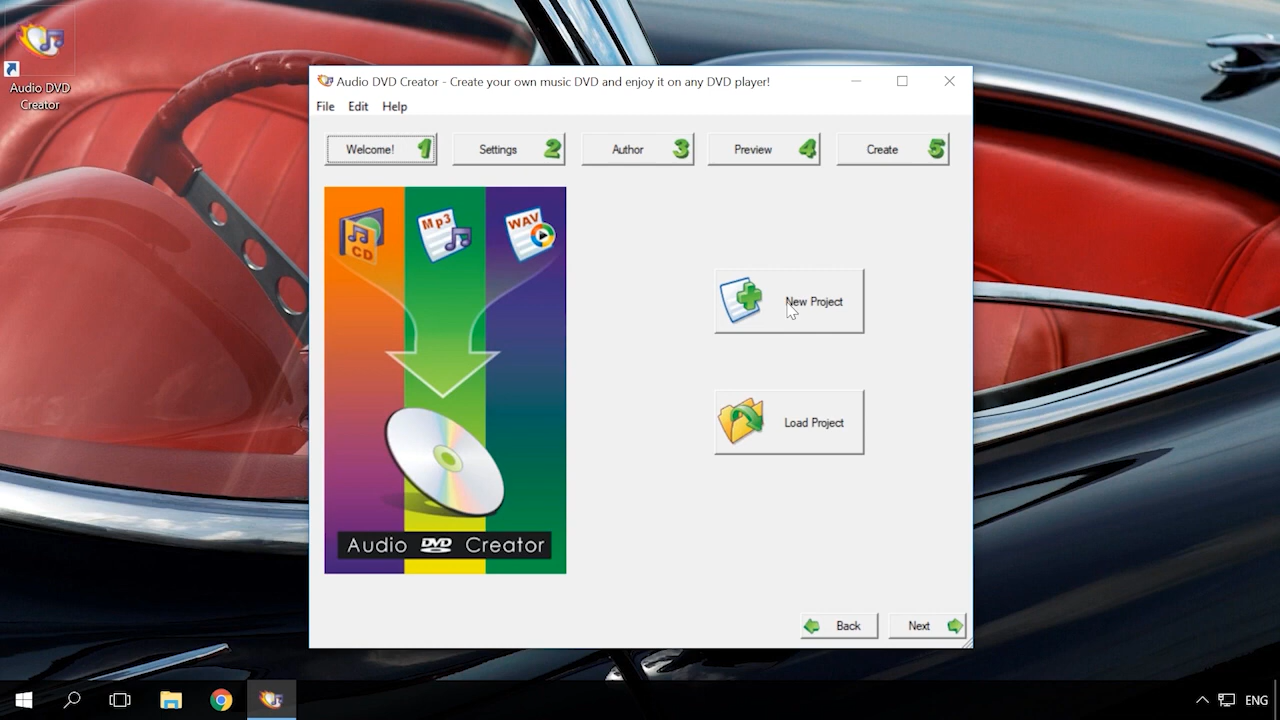 Audio DVD
Creator
Audio DVD Creator - Create your own music DVD and enjoy it on any DVD player!
File Edit Help
Welcome! 1 Settings 2 Author 3 Preview 4 Create 5
CD Mp3 WAV
New Project
Load Project
Audio DVD Creator
Back Next
ENG